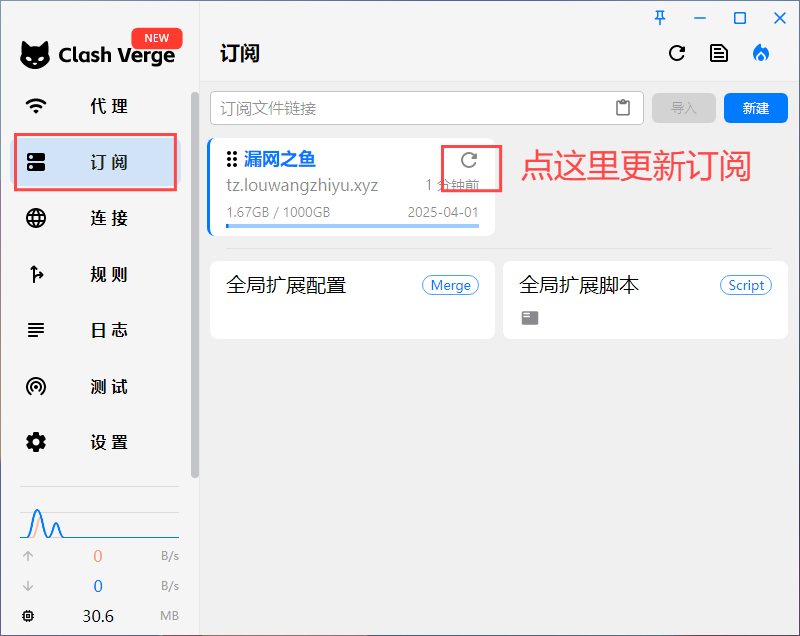 NEW
Clash Verge
订阅
代理
订阅
连接
规则
日志
测试
设置
订阅文件链接
导入
新建
漏网之鱼
tz.louwangzhiyu.xyz
1 分钟前
1.67GB / 1000GB
2025-04-01
点这里更新订阅
全局扩展配置
Merge
全局扩展脚本
Script
0 B/s
0 B/s
30.6 MB